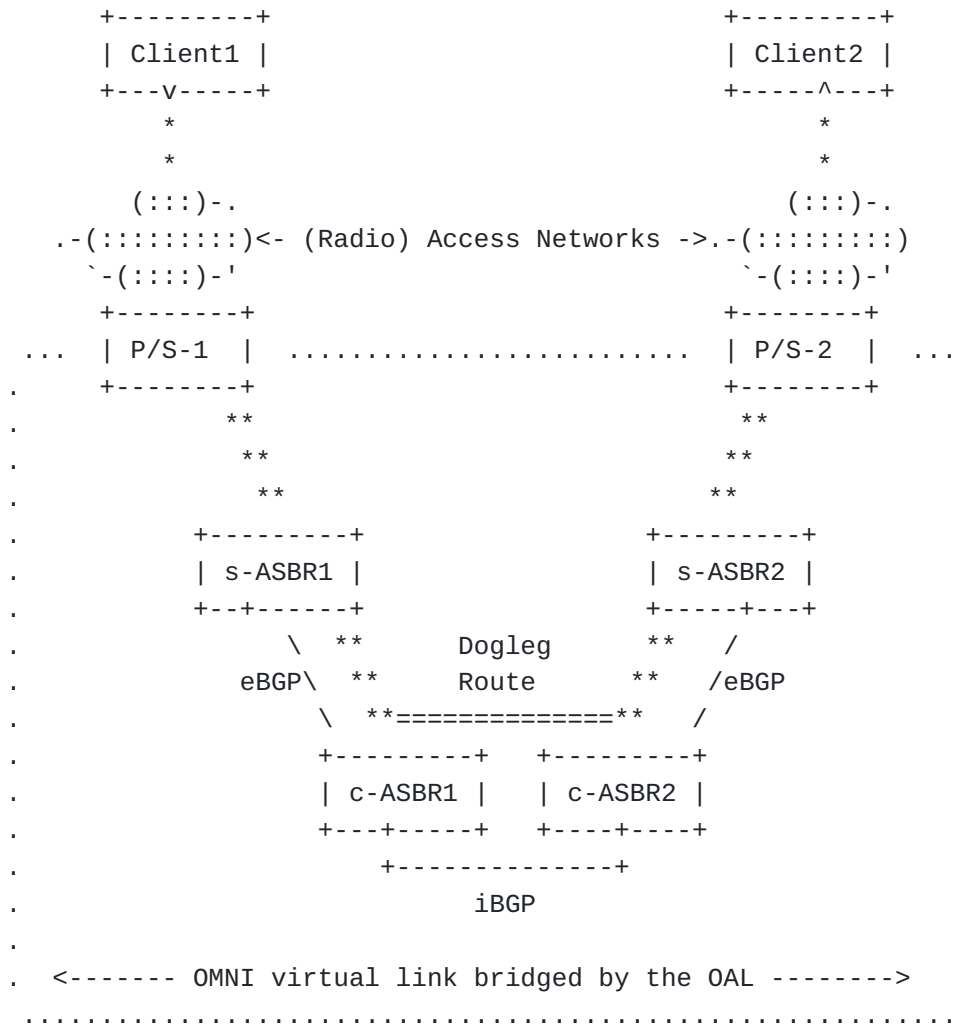 +---------+                             +---------+
      | Client1 |                             | Client2 |
      +---v-----+                             +-----^---+
          *                                         *
          *                                         *
        (:::)-.                                   (:::)-.
   .-(:::::::::)<- (Radio) Access Networks ->.-(:::::::::)
     `-(::::)-'                                `-(::::)-'
      +--------+                              +--------+
 ...  | P/S-1  |  ..........................  | P/S-2  |  ...
.     +--------+                              +--------+
.             **                               **
.              **                             **
.               **                           **
.           +---------+                  +---------+
.           | s-ASBR1 |                  | s-ASBR2 |
.           +--+------+                  +-----+---+
.                 \  **      Dogleg      **   /
.              eBGP\  **     Route      **   /eBGP
.                   \  **==============**   /
.                   +---------+   +---------+
.                   | c-ASBR1 |   | c-ASBR2 |
.                   +---+-----+   +----+----+
.                       +--------------+
.                             iBGP
.
.  <------- OMNI virtual link bridged by the OAL -------->
 ............................................................